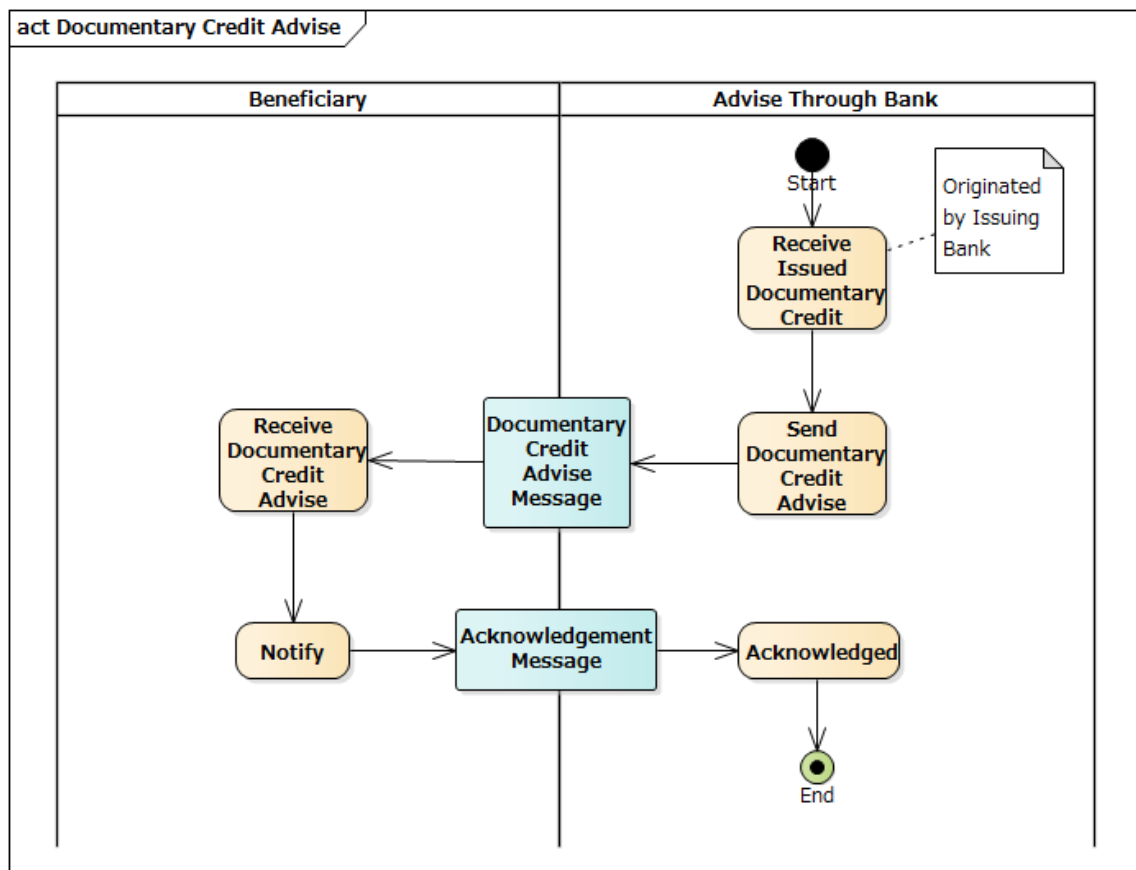 act Documentary Credit Advise
Beneficiary
Advise Through Bank
Start
Originated
by Issuing
Bank
Receive
Issued
Documentary
Credit
Receive
Documentary
Credit
Advise
Documentary
Credit
Advise
Message
Send
Documentary
Credit
Advise
Notify
Acknowledgement
Message
Acknowledged
End